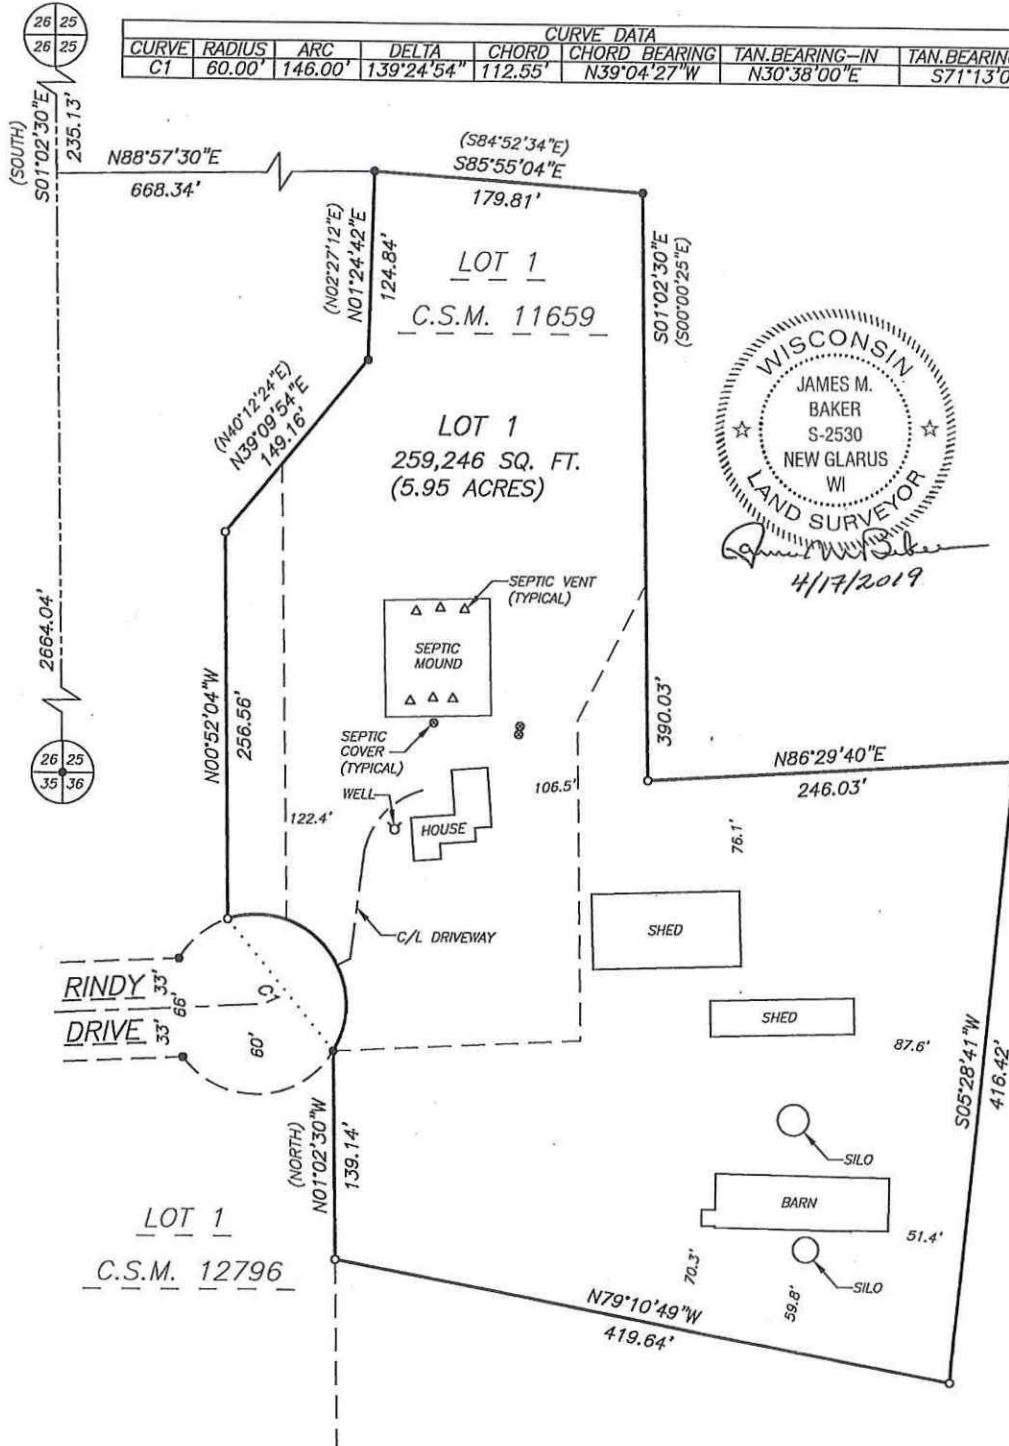 26 25
26 25
CURVE DATA
CURVE RADIUS ARC DELTA CHORD CHORD BEARING TAN.BEARING-IN TAN.BEARING
C1 60.00' 146.00' 139°24'54" 112.55' N39°04'27"W N30°38'00"E S71°13'0
(SOUTH)
S01°02'30"E
235.13'
N88°57'30"E
668.34'
(S84°52'34"E)
S85°55'04"E
179.81'
(N02°27'12"E)
N01°24'42"E
124.84'
LOT 1
C.S.M. 11659
S01°02'30"E
(S00°00'25"E)
390.03'
WISCONSIN
JAMES M.
BAKER
S-2530
NEW GLARUS
WI
LAND SURVEYOR
4/17/2019
(N40°12'24"E)
N39°09'54"E
149.16'
LOT 1
259,246 SQ. FT.
(5.95 ACRES)
2664.04'
SEPTIC VENT
(TYPICAL)
SEPTIC
MOUND
N00°52'04"W
256.56'
SEPTIC
COVER
(TYPICAL)
26 25
35 36
WELL
HOUSE
122.4'
106.5'
N86°29'40"E
246.03'
76.1'
SHED
C/L DRIVEWAY
RINDY
DRIVE
33'
66'
33'
C1
60'
SHED
87.6'
S05°28'41"W
416.42'
(NORTH)
N01°02'30"W
139.14'
SILO
BARN
51.4'
LOT 1
C.S.M. 12796
70.3'
59.8'
SILO
N79°10'49"W
419.64'